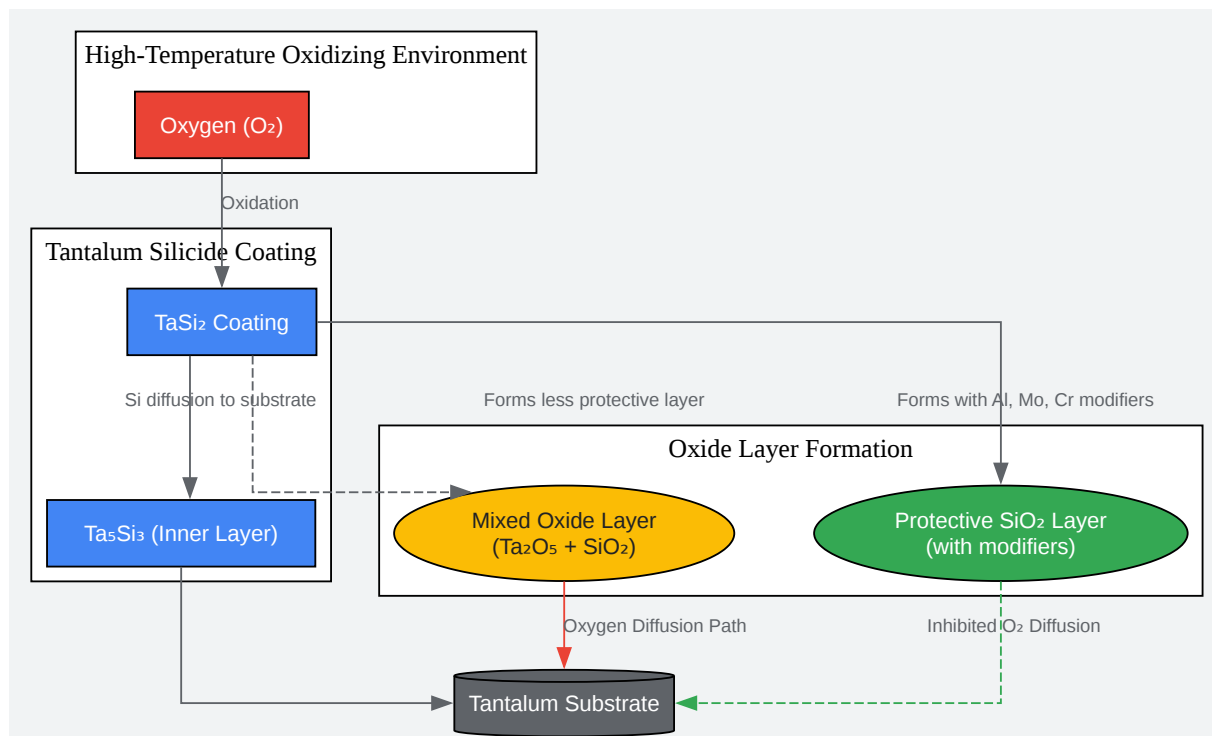 High-Temperature Oxidizing Environment
Oxygen (O₂)
Oxidation
Tantalum Silicide Coating
TaSi₂ Coating
Si diffusion to substrate
Forms less protective layer
Forms with Al, Mo, Cr modifiers
Oxide Layer Formation
Ta₅Si₃ (Inner Layer)
Mixed Oxide Layer
(Ta₂O₅ + SiO₂)
Protective SiO₂ Layer
(with modifiers)
Oxygen Diffusion Path
Inhibited O₂ Diffusion
Tantalum Substrate